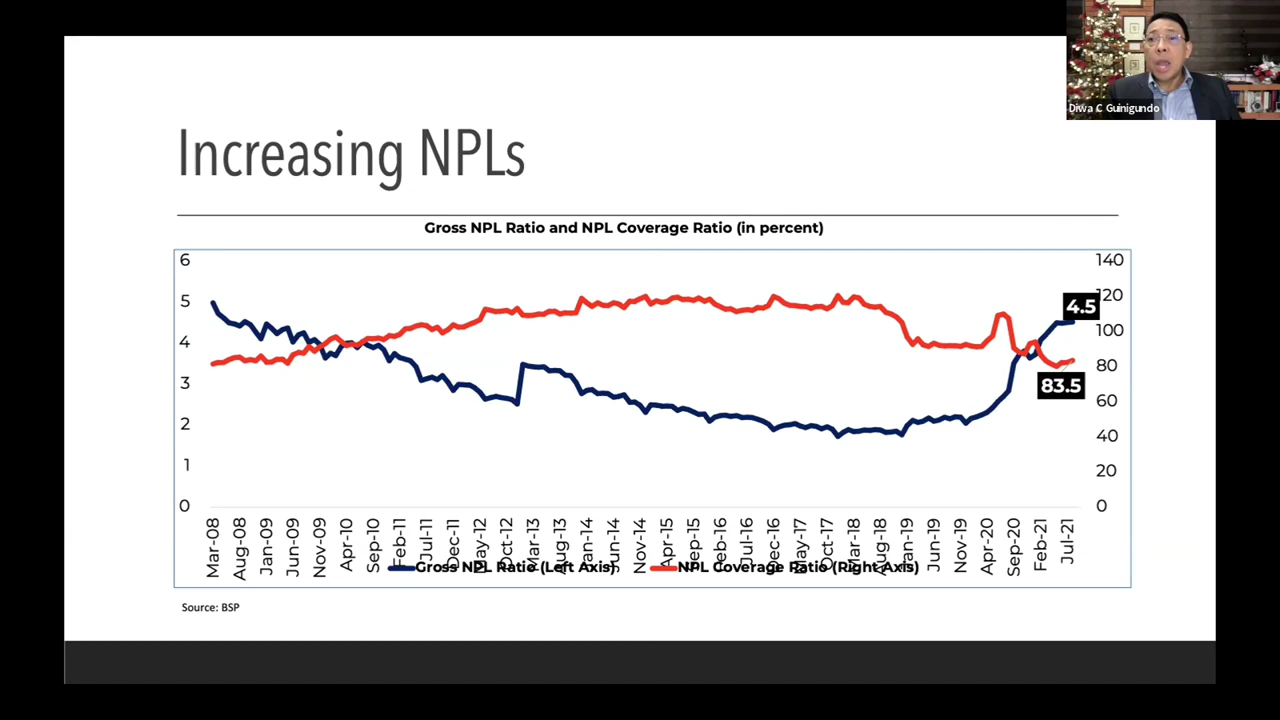 Diwa C Guinigundo
Increasing NPLs
Gross NPL Ratio and NPL Coverage Ratio (in percent)
6
5
4
3
2
1
0
140
120
100
80
60
40
20
0
4.5
83.5
Mar-08
Aug-08
Jan-09
Jun-09
Nov-09
Apr-10
Sep-10
Feb-11
Jul-11
Dec-11
May-12
Oct-12
Mar-13
Aug-13
Jan-14
Jun-14
Nov-14
Apr-15
Sep-15
Feb-16
Jul-16
Dec-16
May-17
Oct-17
Mar-18
Aug-18
Jan-19
Jun-19
Nov-19
Apr-20
Sep-20
Feb-21
Jul-21
Gross NPL Ratio (Left Axis)
NPL Coverage Ratio (Right Axis)
Source: BSP